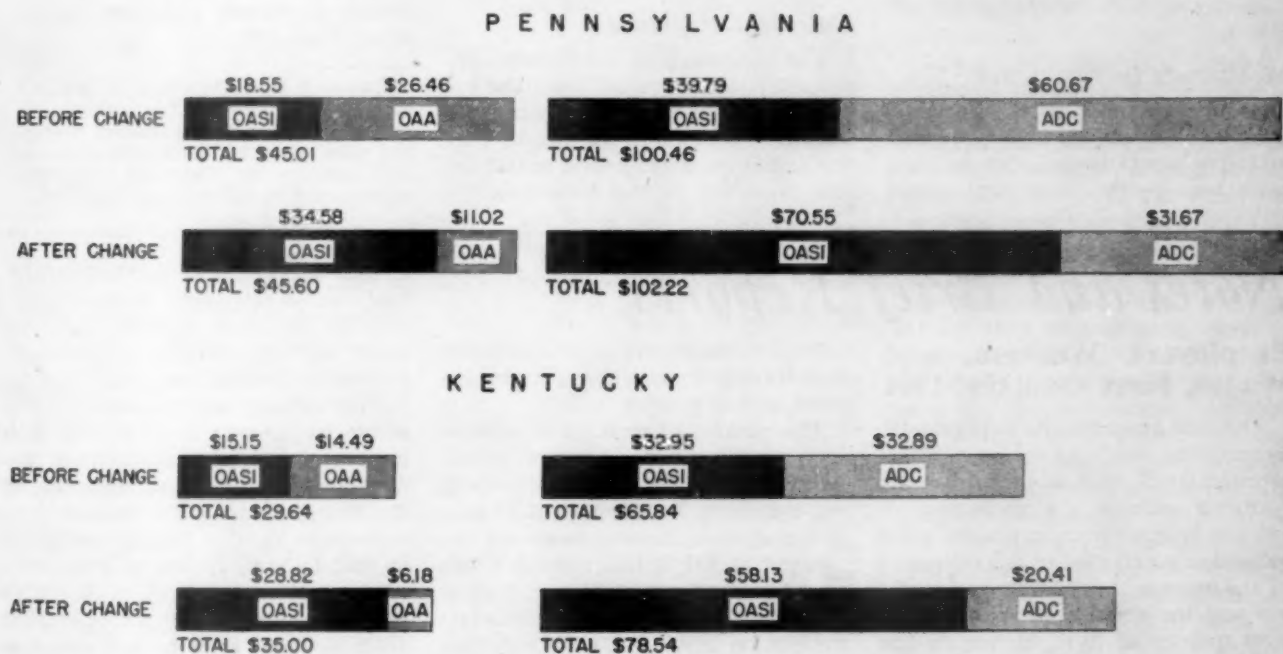 PENNSYLVANIA
$18.55 $26.46 $39.79 $60.67
BEFORE CHANGE OASI OAA OASI ADC
TOTAL $45.01 TOTAL $100.46
$34.58 $11.02 $70.55 $31.67
AFTER CHANGE OASI OAA OASI ADC
TOTAL $45.60 TOTAL $102.22
KENTUCKY
$15.15 $14.49 $32.95 $32.89
BEFORE CHANGE OASI OAA OASI ADC
TOTAL $29.64 TOTAL $65.84
$28.82 $6.18 $58.13 $20.41
AFTER CHANGE OASI OAA OASI ADC
TOTAL $35.00 TOTAL $78.54